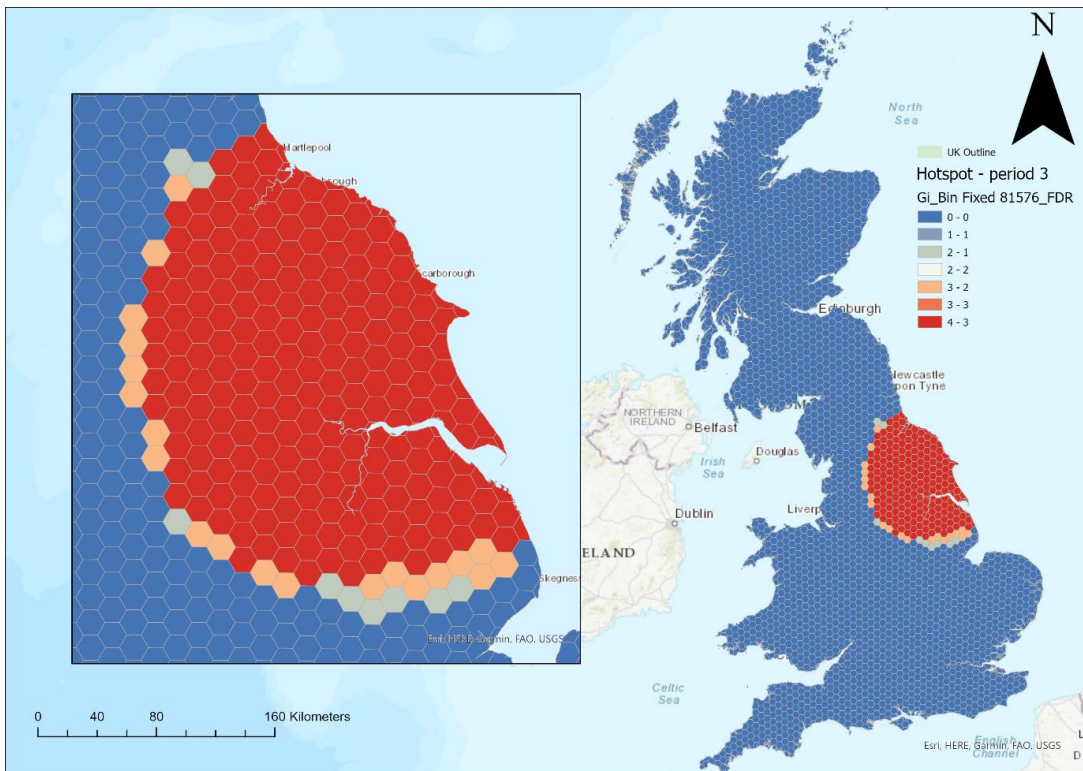 N
North
Sea
UK Outline
Hotspot - period 3
Gi_Bin Fixed 81576_FDR
0 - 0
1 - 1
2 - 1
2 - 2
3 - 2
3 - 3
4 - 3
Hartlepool
brough
carborough
Skegness
Esri, HERE, Garmin, FAO, USGS
Edinburgh
Newcastle
pon Tyne
NORTHERN
IRELAND
Belfast
Douglas
Irish
Sea
Liverp
Dublin
ELAND
Celtic
Sea
English
Channel
Esri, HERE, Garmin, FAO, USGS
0 40 80 160 Kilometers